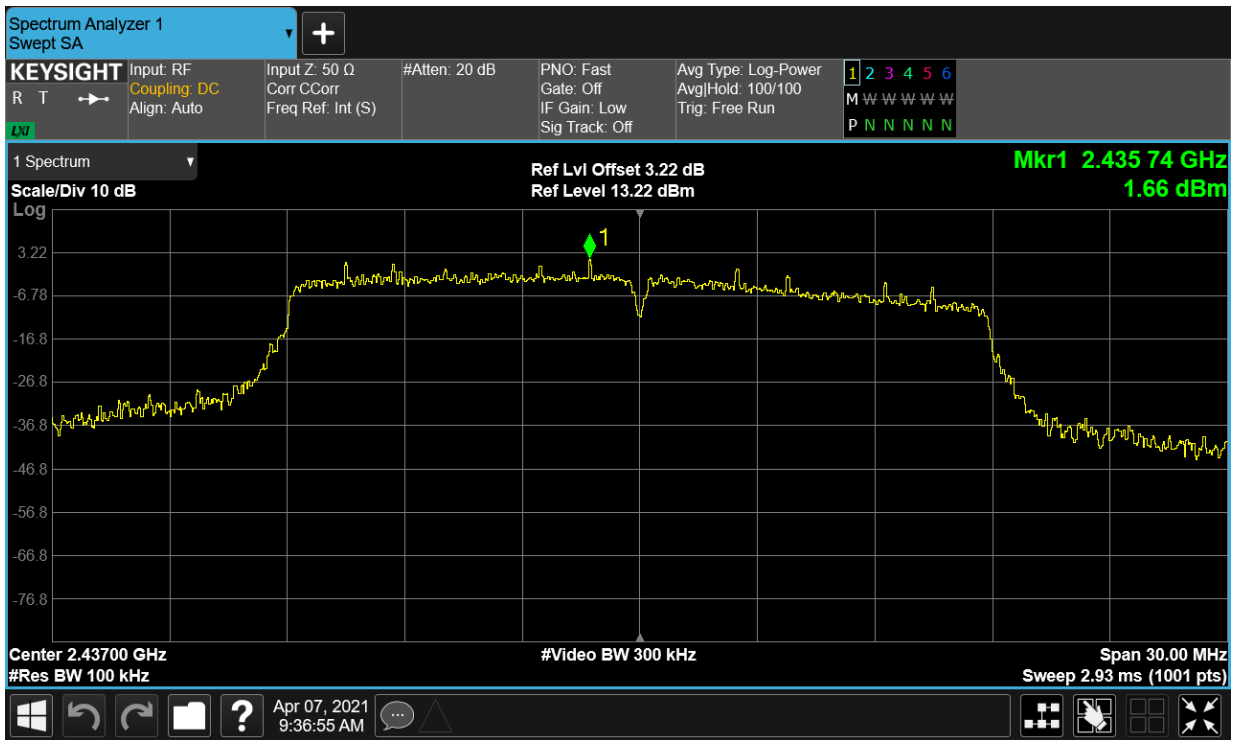 Spectrum Analyzer 1
Swept SA
KEYSIGHT
R T
LXI
Input: RF
Coupling: DC
Align: Auto
Input Z: 50 Ω
Corr CCorr
Freq Ref: Int (S)
#Atten: 20 dB
PNO: Fast
Gate: Off
IF Gain: Low
Sig Track: Off
Avg Type: Log-Power
Avg|Hold: 100/100
Trig: Free Run
1 2 3 4 5 6
M W W W W W
P N N N N N
1 Spectrum
Scale/Div 10 dB
Ref Lvl Offset 3.22 dB
Ref Level 13.22 dBm
Mkr1 2.435 74 GHz
1.66 dBm
Log
1
3.22
-6.78
-16.8
-26.8
-36.8
-46.8
-56.8
-66.8
-76.8
Center 2.43700 GHz
#Res BW 100 kHz
#Video BW 300 kHz
Span 30.00 MHz
Sweep 2.93 ms (1001 pts)
?
Apr 07, 2021
9:36:55 AM